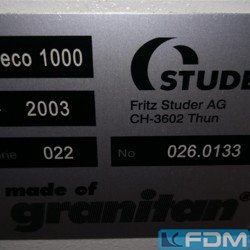 eco 1000
STUDE
2003
Fritz Studer AG
CH-3602 Thun
022
No 026.0133
made of
granitan®
FDM